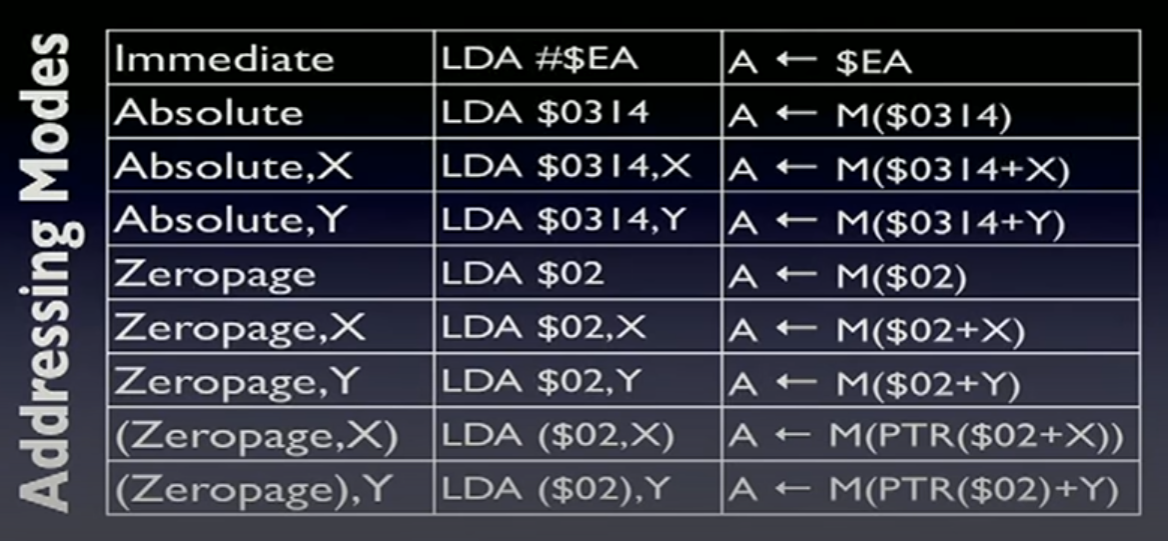 Addressing Modes
Immediate LDA #$EA A ← $EA
Absolute LDA $0314 A ← M($0314)
Absolute,X LDA $0314,X A ← M($0314+X)
Absolute,Y LDA $0314,Y A ← M($0314+Y)
Zeropage LDA $02 A ← M($02)
Zeropage,X LDA $02,X A ← M($02+X)
Zeropage,Y LDA $02,Y A ← M($02+Y)
(Zeropage,X) LDA ($02,X) A ← M(PTR($02+X))
(Zeropage),Y LDA ($02),Y A ← M(PTR($02)+Y)